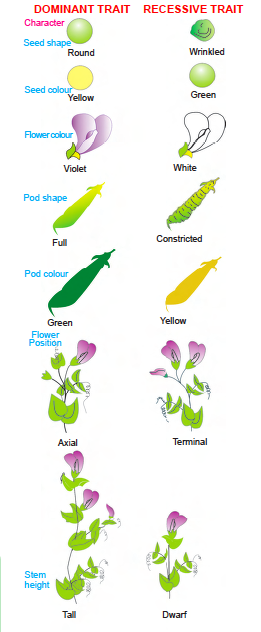 DOMINANT TRAIT RECESSIVE TRAIT
Character
Seed shape
Round Wrinkled
Seed colour
Yellow Green
Flower colour
Violet White
Pod shape
Full Constricted
Pod colour
Green Yellow
Flower
Position
Axial Terminal
Stem
height
Tall Dwarf